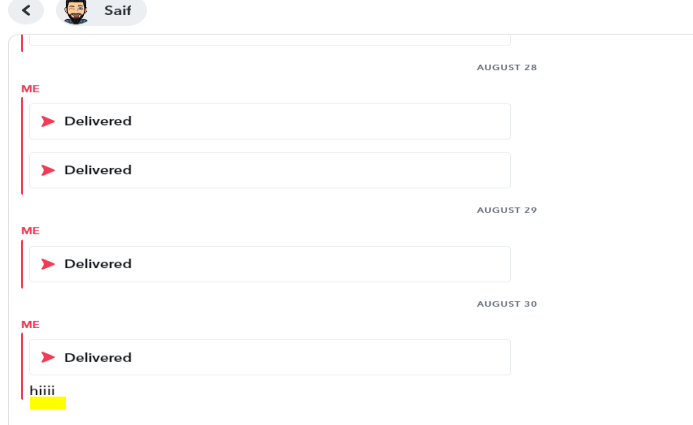 Saif
AUGUST 28
ME
Delivered
Delivered
AUGUST 29
ME
Delivered
AUGUST 30
ME
Delivered
hiiii